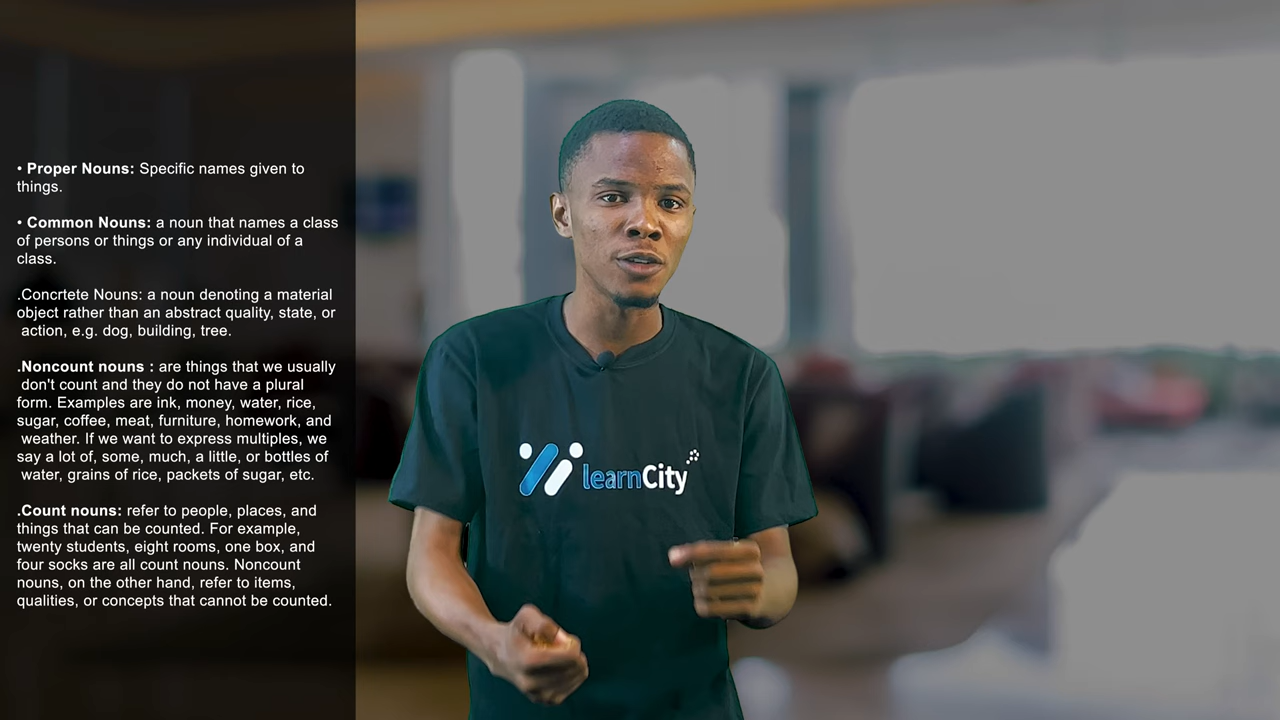 • Proper Nouns: Specific names given to
things.
• Common Nouns: a noun that names a class
of persons or things or any individual of a
class.
.Concrtete Nouns: a noun denoting a material
object rather than an abstract quality, state, or
action, e.g. dog, building, tree.
.Noncount nouns : are things that we usually
don't count and they do not have a plural
form. Examples are ink, money, water, rice,
sugar, coffee, meat, furniture, homework, and
weather. If we want to express multiples, we
say a lot of, some, much, a little, or bottles of
water, grains of rice, packets of sugar, etc.
.Count nouns: refer to people, places, and
things that can be counted. For example,
twenty students, eight rooms, one box, and
four socks are all count nouns. Noncount
nouns, on the other hand, refer to items,
qualities, or concepts that cannot be counted.
learnCity